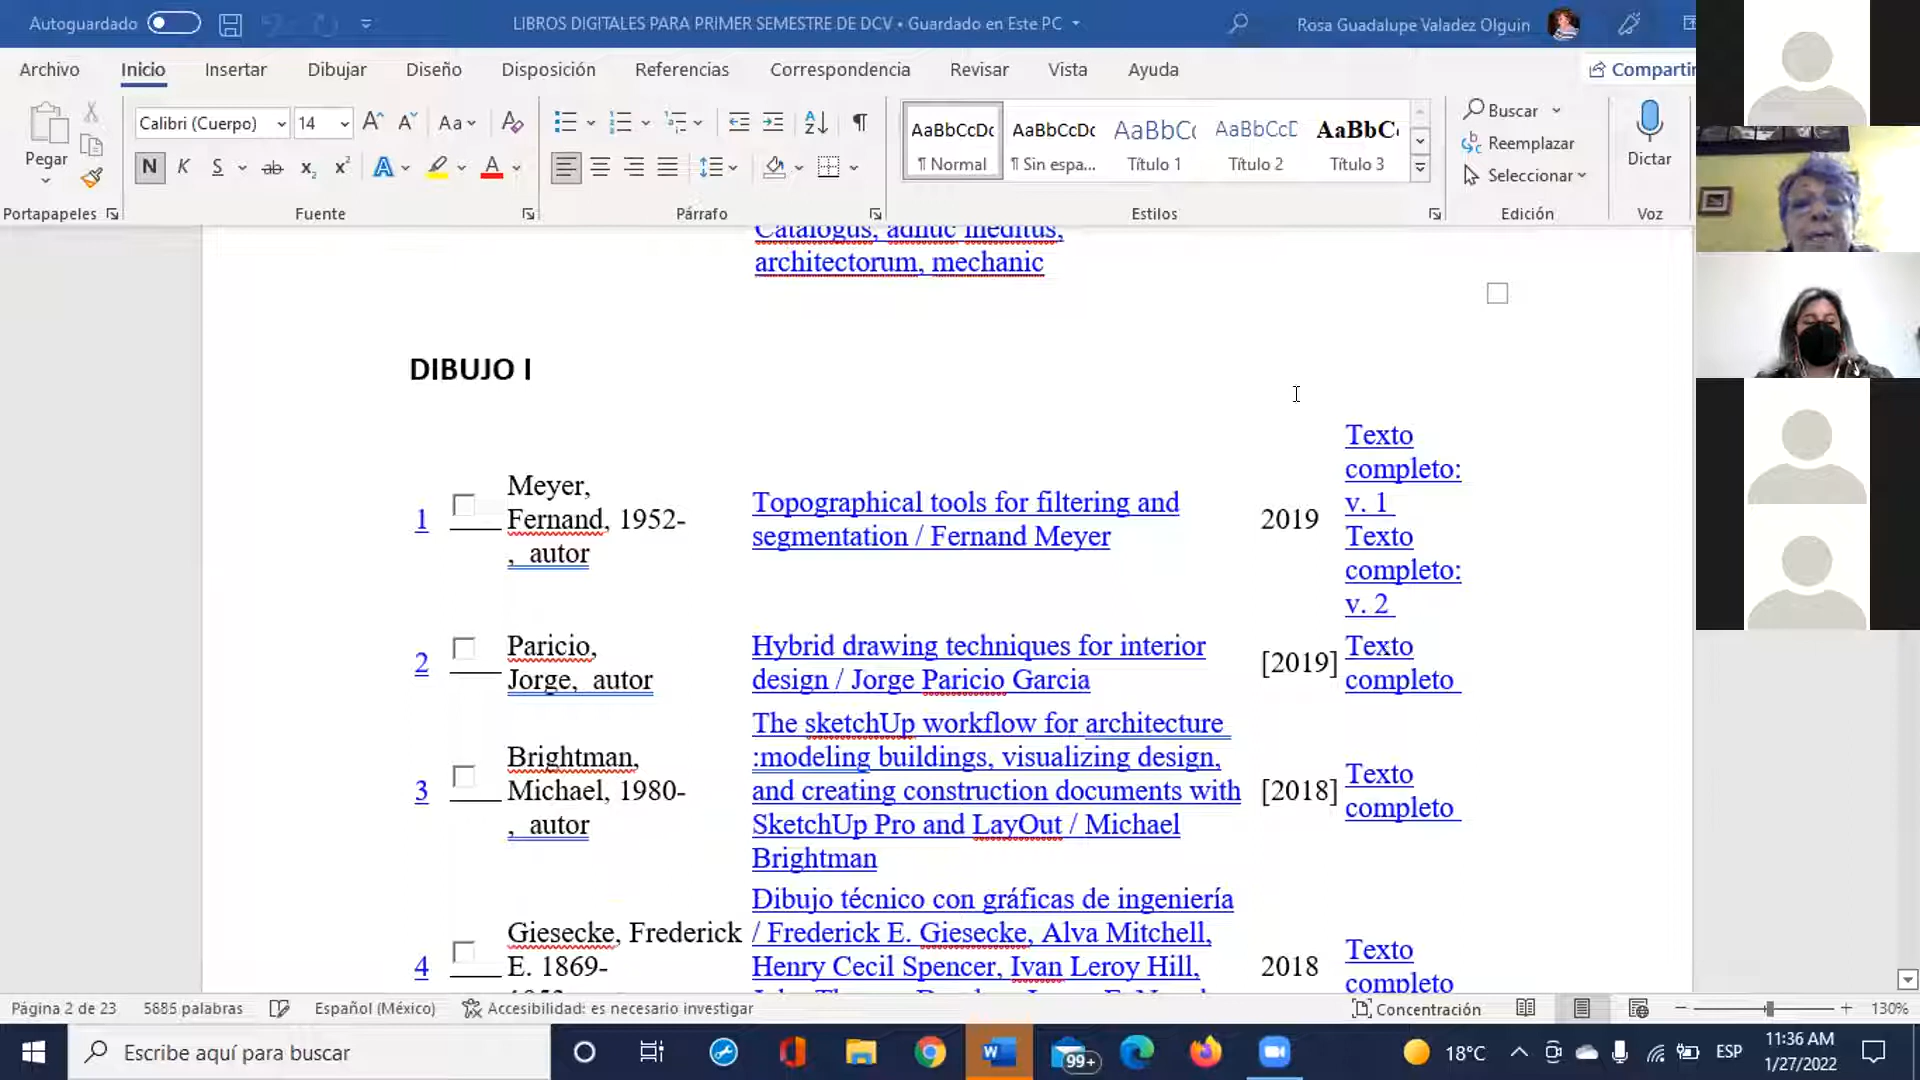 Autoguardado
LIBROS DIGITALES PARA PRIMER SEMESTRE DE DCV • Guardado en Este PC
Rosa Guadalupe Valadez Olguin
Archivo
Inicio
Insertar
Dibujar
Diseño
Disposición
Referencias
Correspondencia
Revisar
Vista
Ayuda
Compartir
Pegar
Portapapeles
Calibri (Cuerpo)
14
Aa
N K S ab x₂ x² A A
Fuente
Párrafo
AaBbCcDc
¶ Normal
AaBbCcDc
¶ Sin espa...
AaBbC(
Título 1
AaBbCcD
Título 2
AaBbC
Título 3
Estilos
Buscar
Reemplazar
Seleccionar
Edición
Dictar
Voz
Catalogus, adhuc ineditus,
architectorum, mechanic
DIBUJO I
1
Meyer,
Fernand, 1952-
, autor
Topographical tools for filtering and
segmentation / Fernand Meyer
2019
Texto
completo:
v. 1
Texto
completo:
v. 2
2
Paricio,
Jorge, autor
Hybrid drawing techniques for interior
design / Jorge Paricio Garcia
[2019]
Texto
completo
3
Brightman,
Michael, 1980-
, autor
The sketchUp workflow for architecture
:modeling buildings, visualizing design,
and creating construction documents with
SketchUp Pro and LayOut / Michael
Brightman
[2018]
Texto
completo
4
Giesecke, Frederick
E. 1869-
Dibujo técnico con gráficas de ingeniería
/ Frederick E. Giesecke, Alva Mitchell,
Henry Cecil Spencer, Ivan Leroy Hill,
2018
Texto
completo
Página 2 de 23
5685 palabras
Español (México)
Accesibilidad: es necesario investigar
Concentración
130%
Escribe aquí para buscar
99+
18°C
ESP
11:36 AM
1/27/2022